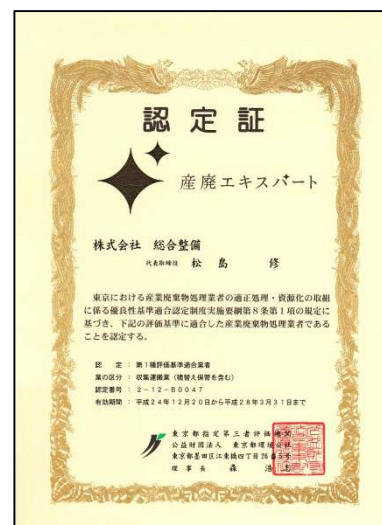 認定証
産廃エキスパート
株式会社 総合整備
代表取締役 松島 修
東京における産業廃棄物処理業者の適正処理・資源化の取組
に係る優良性基準適合認定制度実施要綱第8条第1項の規定に
基づき、下記の評価基準に適合した産業廃棄物処理業者である
ことを認定する。
認 定 : 第1種評価基準適合業者
業の区分 : 収集運搬業(積替え保管を含む)
認定番号 : 2-12-B0047
有効期間 : 平成24年12月20日から平成28年3月31日まで
東京都指定第三者評価機関
公益財団法人 東京都環境公社
東京都墨田区江東橋四丁目26番5号
理事長 森 浩志